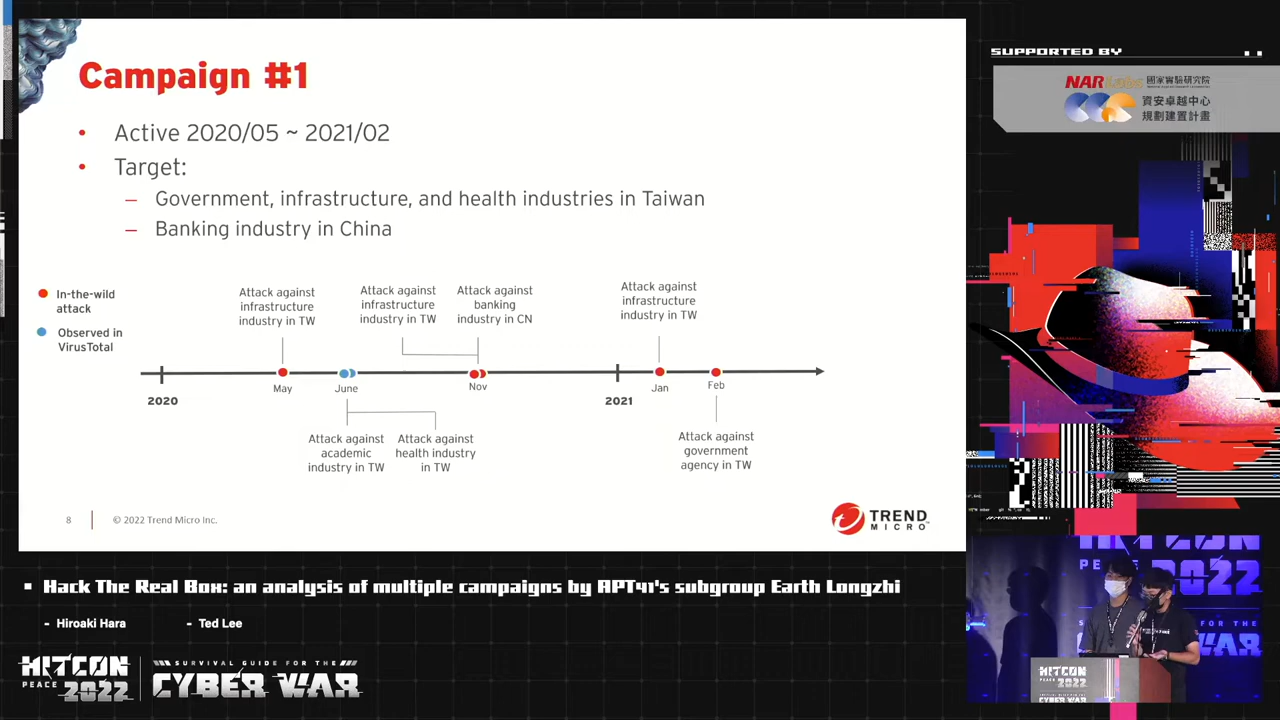 Campaign #1
• Active 2020/05 ~ 2021/02
• Target:
– Government, infrastructure, and health industries in Taiwan
– Banking industry in China
In-the-wild
attack
Observed in
VirusTotal
Attack against
infrastructure
industry in TW
Attack against
infrastructure
industry in TW
Attack against
banking
industry in CN
Attack against
infrastructure
industry in TW
May
June
Nov
Jan
Feb
2020
2021
Attack against
academic
industry in TW
Attack against
health industry
in TW
Attack against
government
agency in TW
8
© 2022 Trend Micro Inc.
TREND
MICRO
SUPPORTED BY
NARLabs 國家實驗研究院
資安卓越中心
規劃建置計畫
▪ Hack The Real Box: an analysis of multiple campaigns by APT41's subgroup Earth Longzhi
- Hiroaki Hara
- Ted Lee
HITCON
PEACE 2022
SURVIVAL GUIDE FOR THE
CYBER WAR
HITCON
PEACE 2022